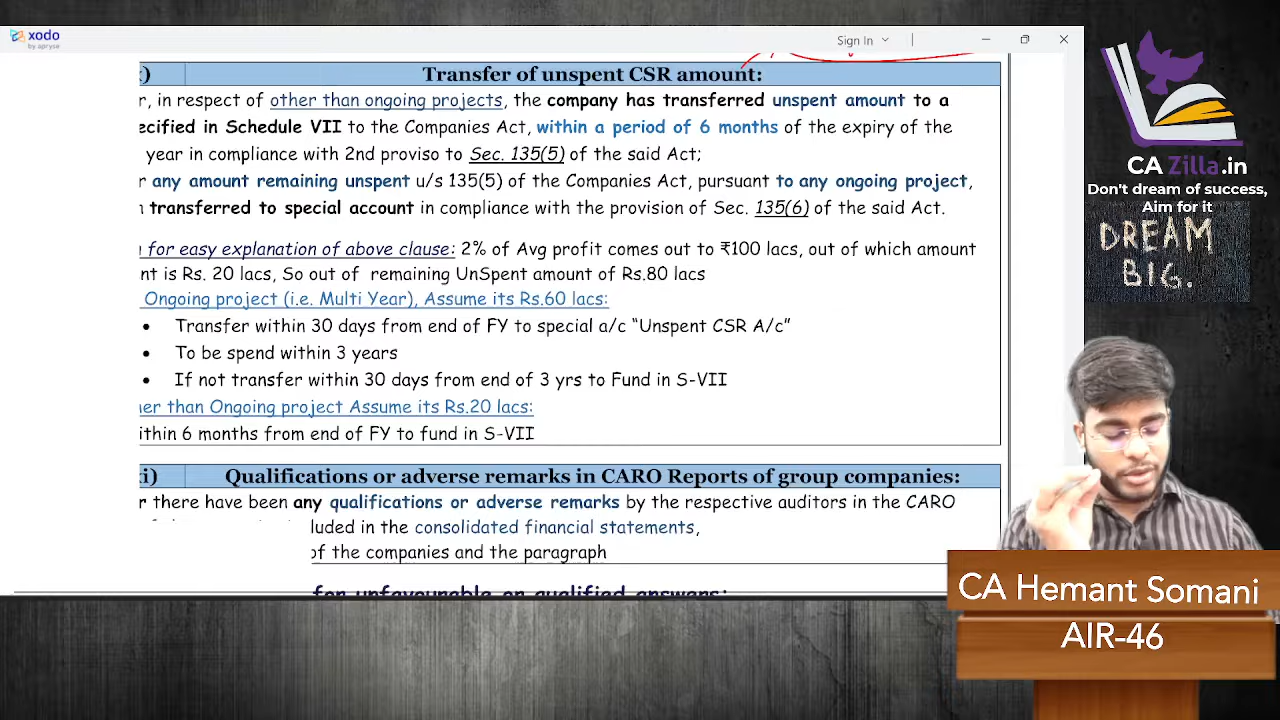 xodo
by apryse
Sign In
Transfer of unspent CSR amount:
r, in respect of other than ongoing projects, the company has transferred unspent amount to a
ecified in Schedule VII to the Companies Act, within a period of 6 months of the expiry of the
year in compliance with 2nd proviso to Sec. 135(5) of the said Act;
r any amount remaining unspent u/s 135(5) of the Companies Act, pursuant to any ongoing project,
transferred to special account in compliance with the provision of Sec. 135(6) of the said Act.
for easy explanation of above clause: 2% of Avg profit comes out to ₹100 lacs, out of which amount
nt is Rs. 20 lacs, So out of remaining UnSpent amount of Rs.80 lacs
Ongoing project (i.e. Multi Year), Assume its Rs.60 lacs:
• Transfer within 30 days from end of FY to special a/c “Unspent CSR A/c”
• To be spend within 3 years
• If not transfer within 30 days from end of 3 yrs to Fund in S-VII
her than Ongoing project Assume its Rs.20 lacs:
ithin 6 months from end of FY to fund in S-VII
i) Qualifications or adverse remarks in CARO Reports of group companies:
r there have been any qualifications or adverse remarks by the respective auditors in the CARO
luded in the consolidated financial statements,
of the companies and the paragraph
for unfavourable or qualified answers:
CA Zilla.in
Don't dream of success,
Aim for it
DREAM
BIG.
CA Hemant Somani
AIR-46